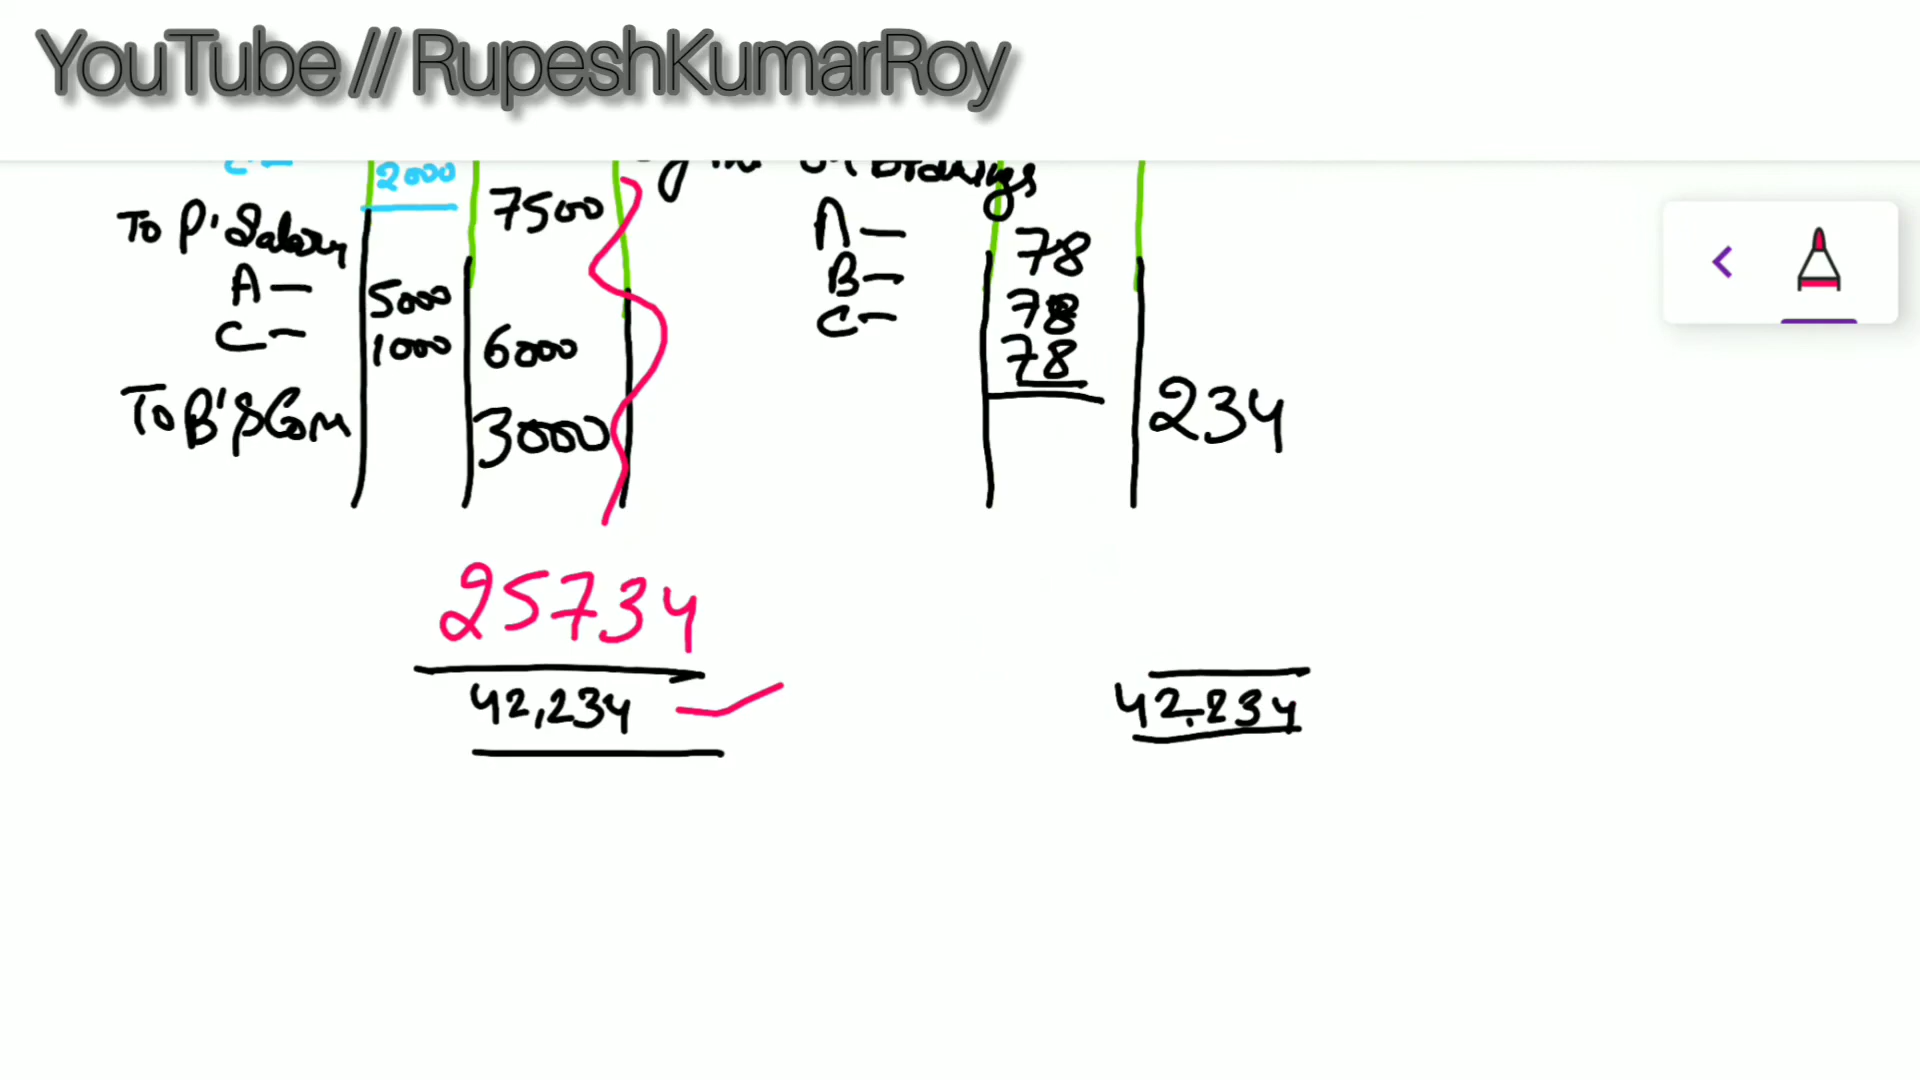 YouTube // RupeshKumarRoy
2000
7500
To P' Salary
A — 5000
C — 1000 6000
To B's Com 3000
Drawings
A — 78
B — 78
C — 78
234
25734
42,234
42,234